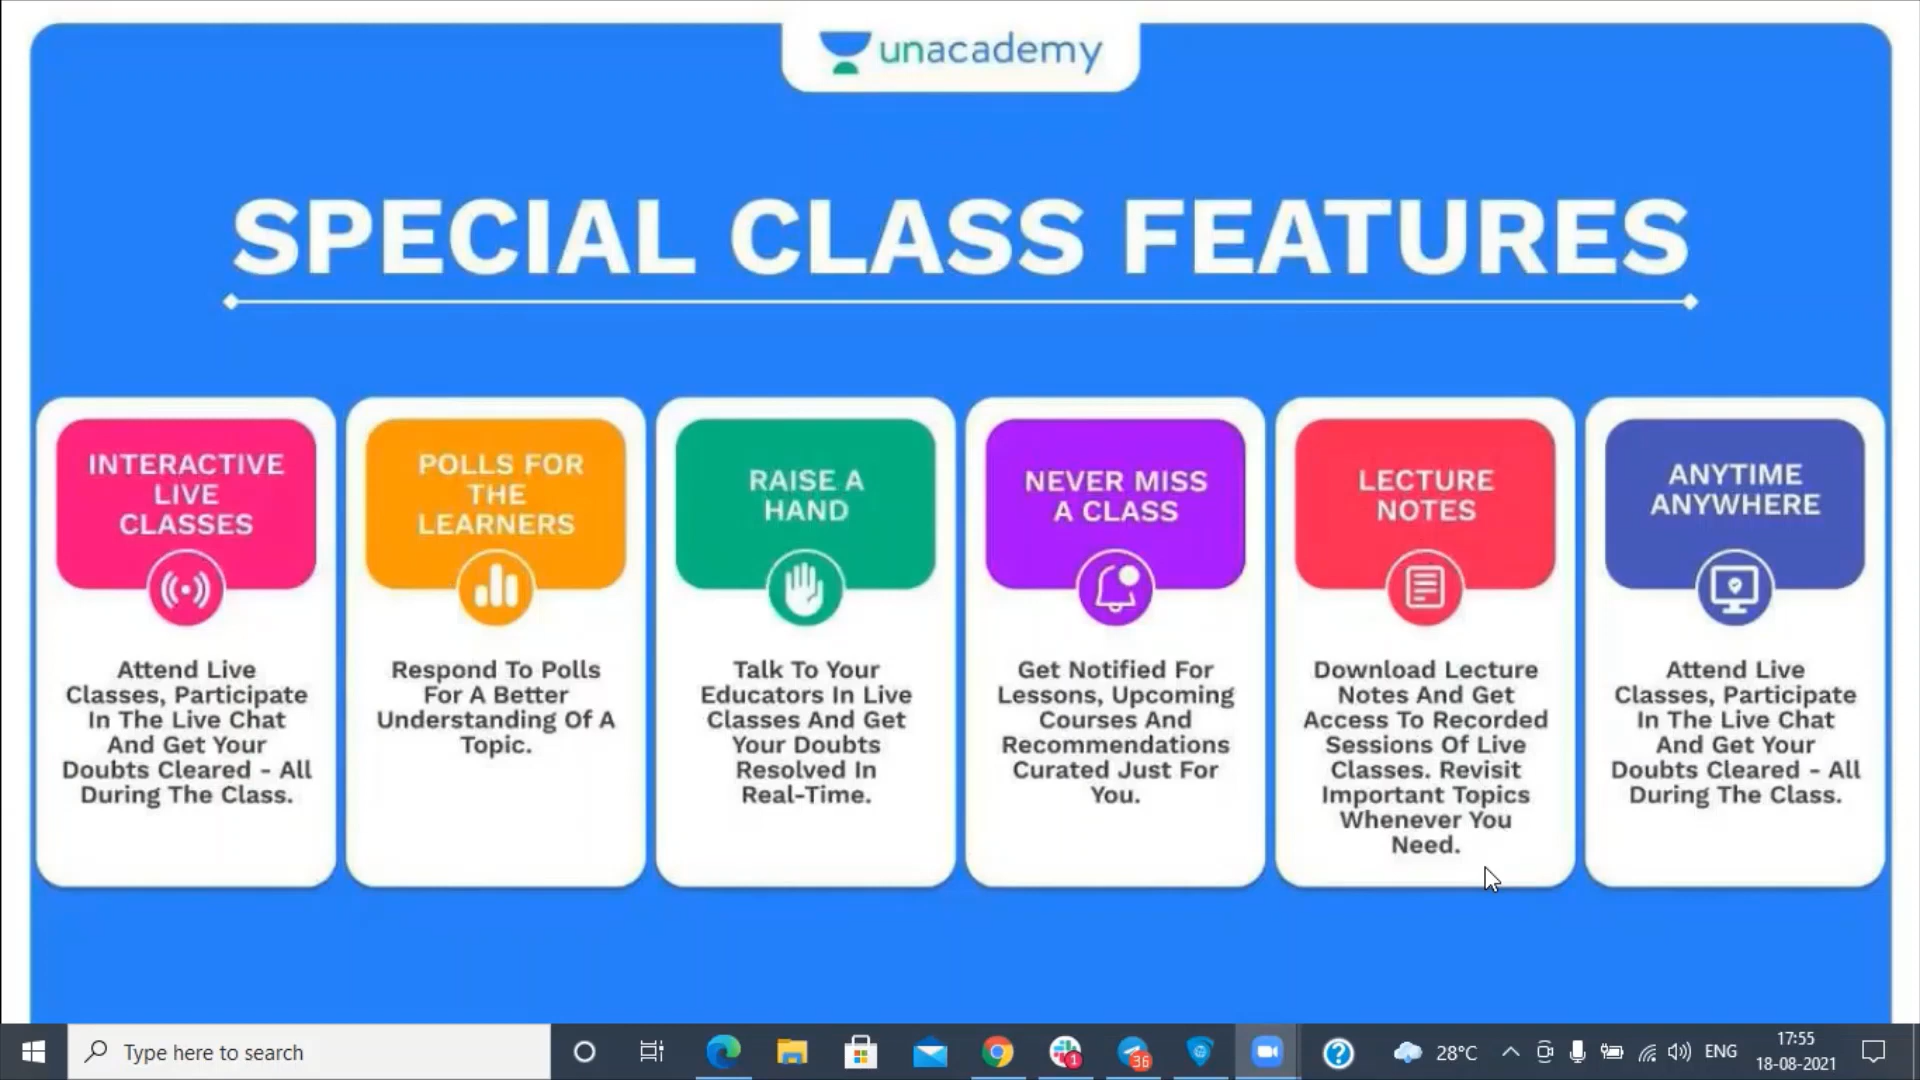 unacademy
SPECIAL CLASS FEATURES
INTERACTIVE
LIVE
CLASSES
Attend Live
Classes, Participate
In The Live Chat
And Get Your
Doubts Cleared - All
During The Class.
POLLS FOR
THE
LEARNERS
Respond To Polls
For A Better
Understanding Of A
Topic.
RAISE A
HAND
Talk To Your
Educators In Live
Classes And Get
Your Doubts
Resolved In
Real-Time.
NEVER MISS
A CLASS
Get Notified For
Lessons, Upcoming
Courses And
Recommendations
Curated Just For
You.
LECTURE
NOTES
Download Lecture
Notes And Get
Access To Recorded
Sessions Of Live
Classes. Revisit
Important Topics
Whenever You
Need.
ANYTIME
ANYWHERE
Attend Live
Classes, Participate
In The Live Chat
And Get Your
Doubts Cleared - All
During The Class.
Type here to search
1
36
28°C
ENG
17:55
18-08-2021